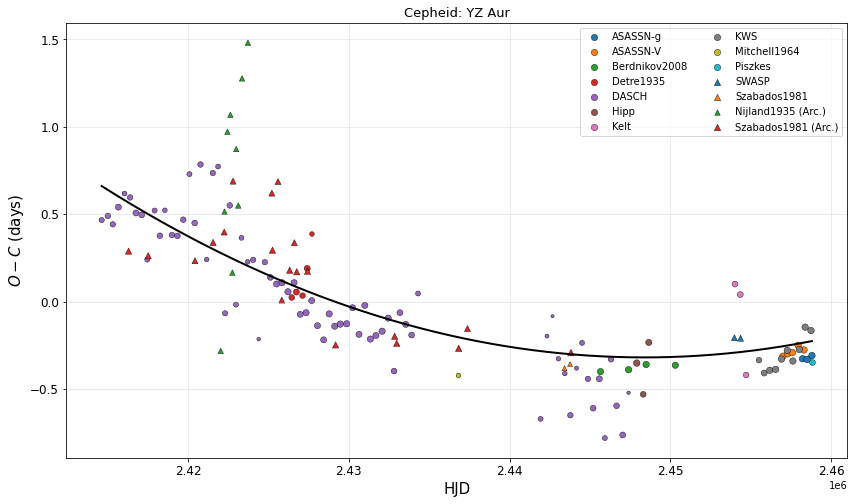 Cepheid: YZ Aur
ASASSN-g
ASASSN-V
Berdnikov2008
Detre1935
DASCH
Hipp
Kelt
KWS
Mitchell1964
Piszkes
SWASP
Szabados1981
Nijland1935 (Arc.)
Szabados1981 (Arc.)
1.5
1.0
0.5
0.0
−0.5
O − C (days)
2.42
2.43
2.44
2.45
2.46
1e6
HJD